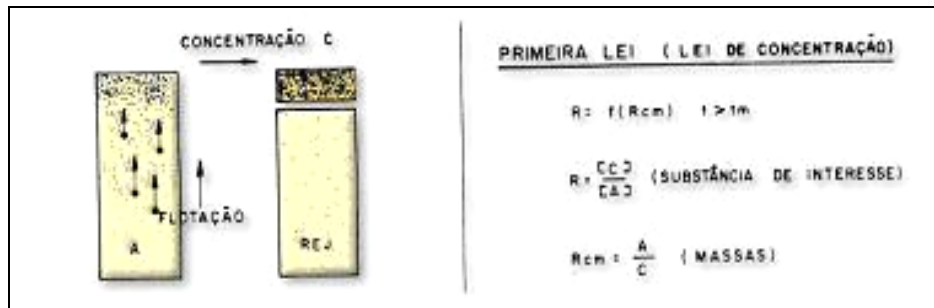 CONCENTRAÇÃO C
FLOTAÇÃO
A
REJ.
PRIMEIRA LEI (LEI DE CONCENTRAÇÃO)
R= f(Rcm) t>tm
R= [C]/[A] (SUBSTÂNCIA DE INTERESSE)
Rcm = A/C (MASSAS)